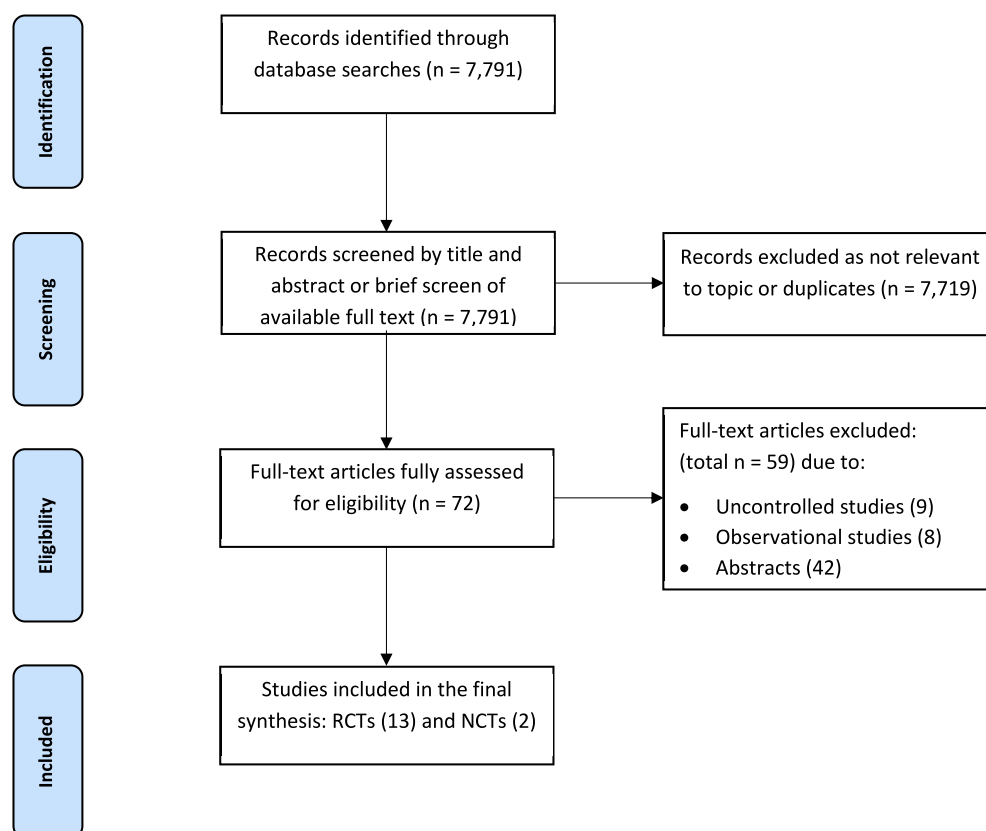 Identification
Records identified through
database searches (n = 7,791)
Screening
Records screened by title and
abstract or brief screen of
available full text (n = 7,791)
Records excluded as not relevant
to topic or duplicates (n = 7,719)
Eligibility
Full-text articles fully assessed
for eligibility (n = 72)
Full-text articles excluded:
(total n = 59) due to:
• Uncontrolled studies (9)
• Observational studies (8)
• Abstracts (42)
Included
Studies included in the final
synthesis: RCTs (13) and NCTs (2)